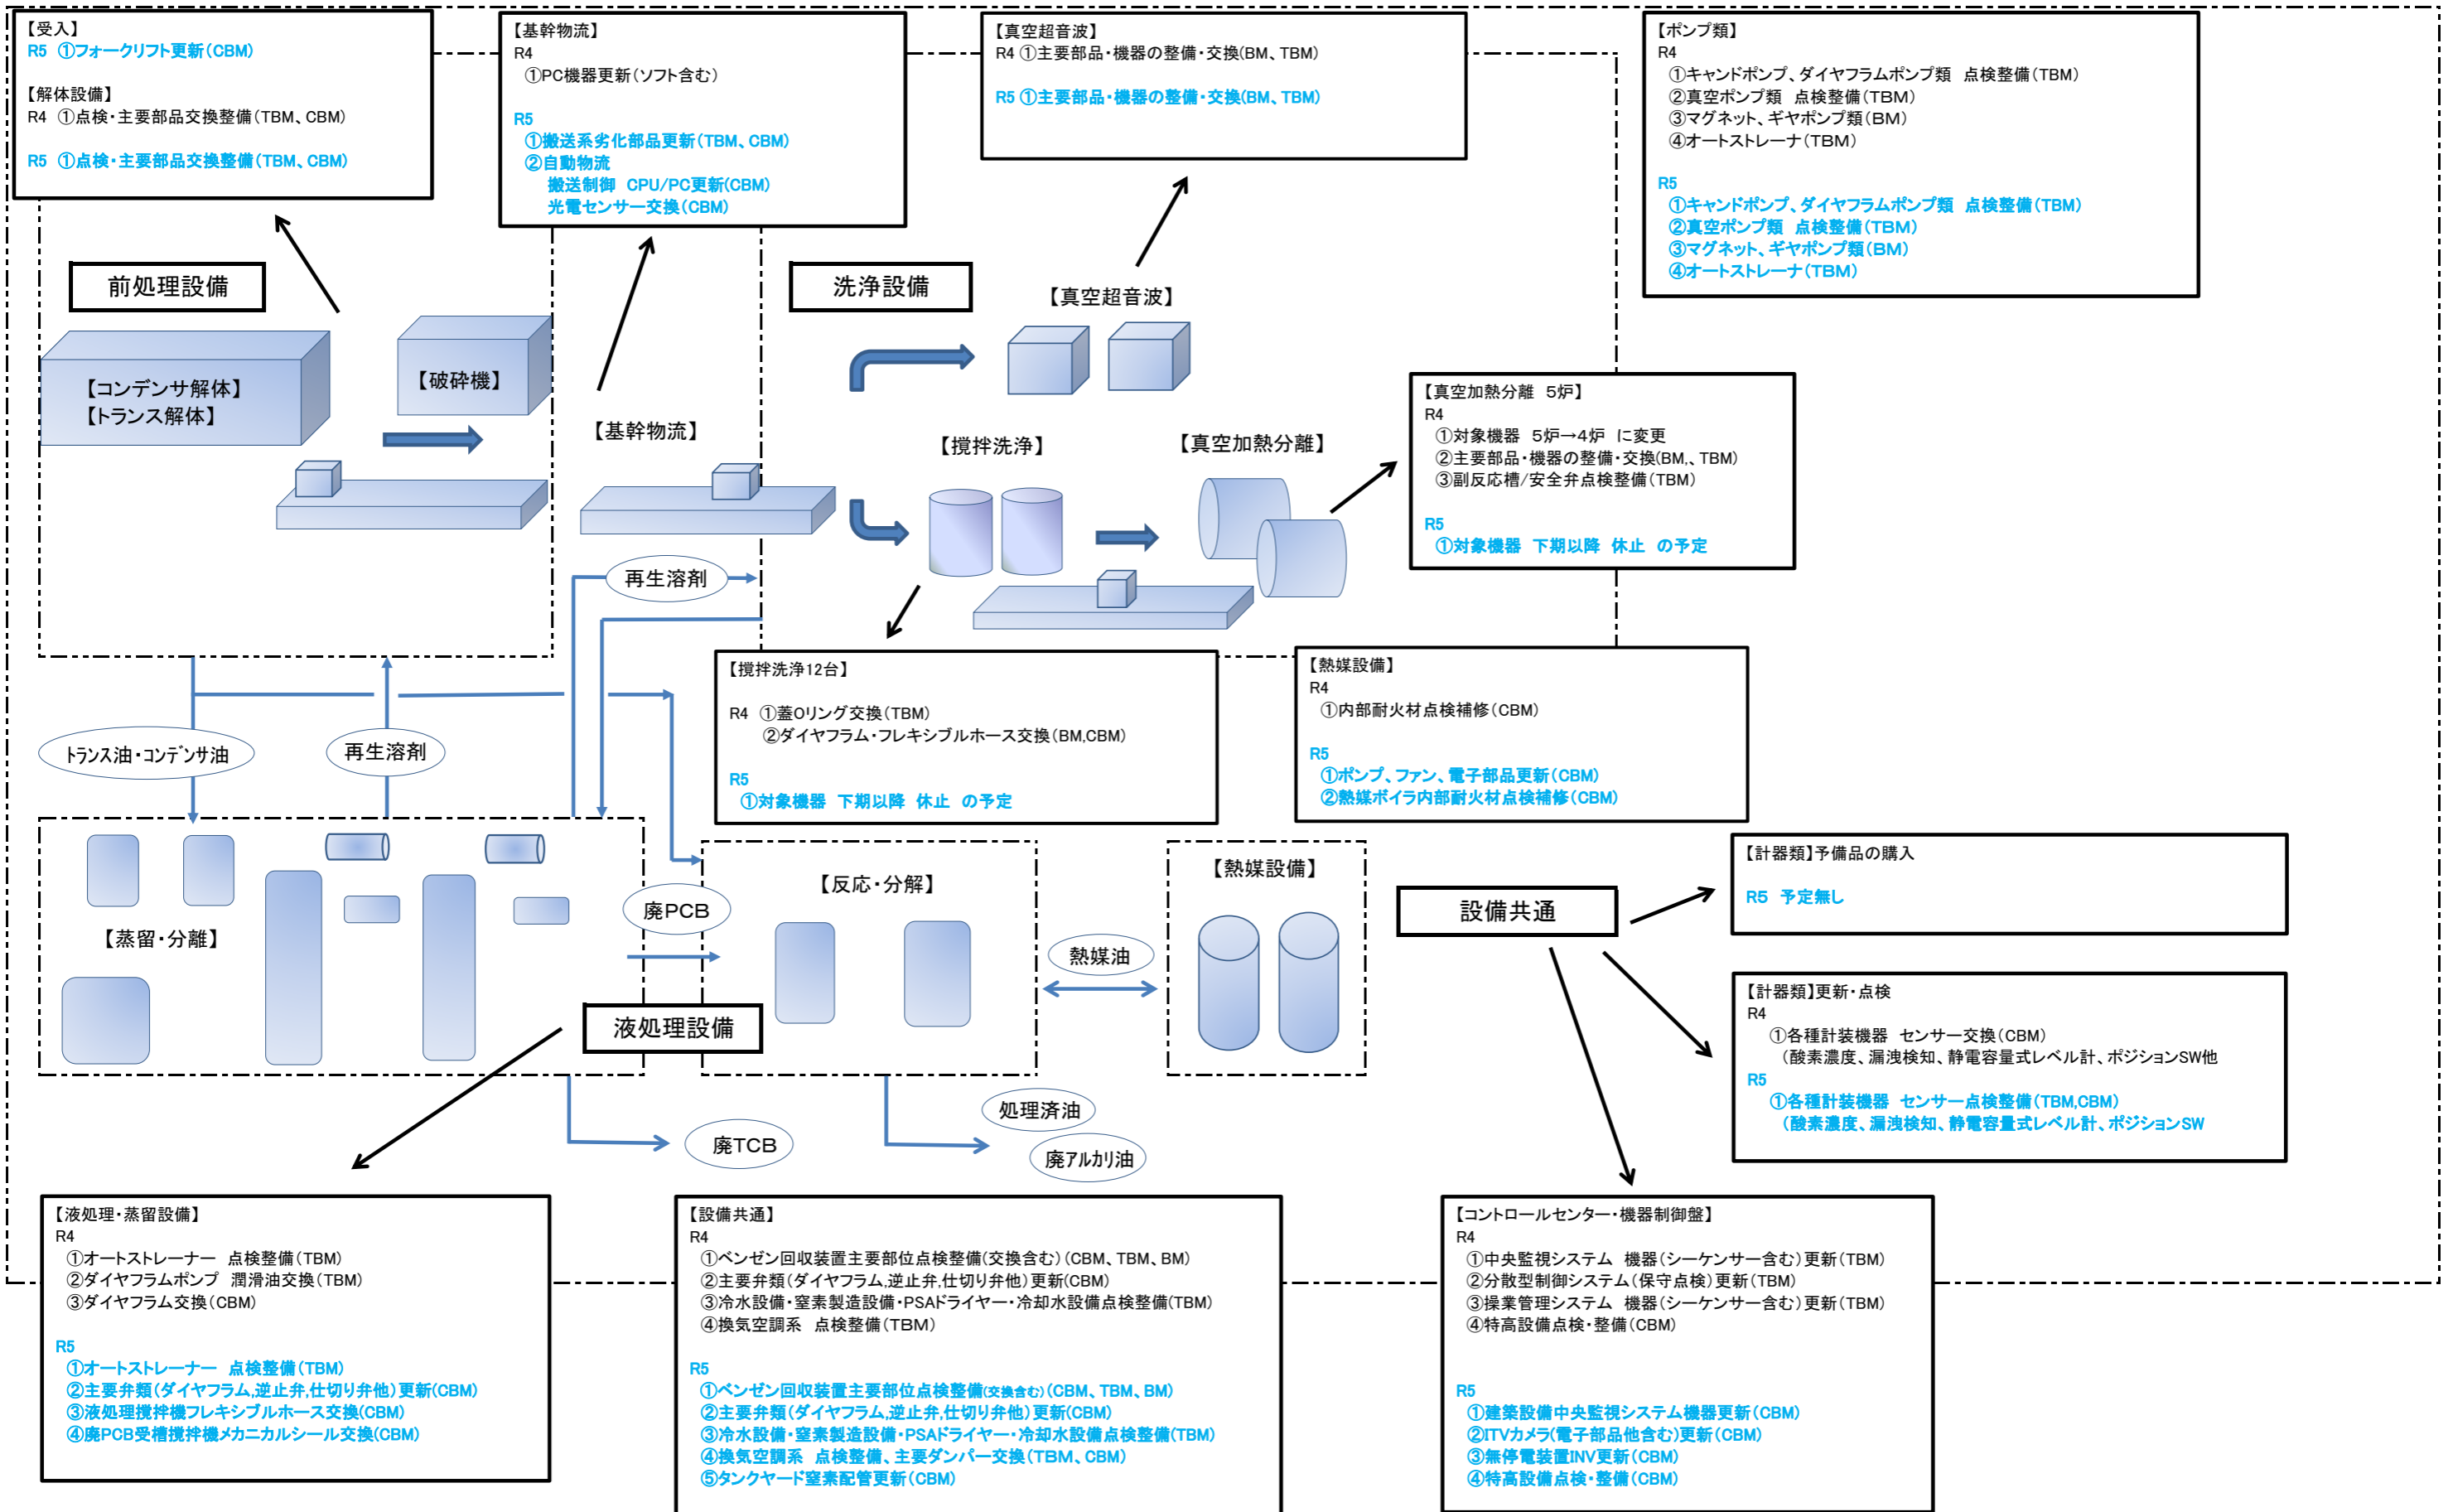 【受入】
R5 ①フォークリフト更新(CBM)
【解体設備】
R4 ①点検・主要部品交換整備(TBM、CBM)
R5 ①点検・主要部品交換整備(TBM、CBM)
【基幹物流】
R4
①PC機器更新(ソフト含む)
R5
①搬送系劣化部品更新(TBM、CBM)
②自動物流
搬送制御 CPU/PC更新(CBM)
光電センサー交換(CBM)
【真空超音波】
R4 ①主要部品・機器の整備・交換(BM、TBM)
R5 ①主要部品・機器の整備・交換(BM、TBM)
【ポンプ類】
R4
①キャンドポンプ、ダイヤフラムポンプ類 点検整備(TBM)
②真空ポンプ類 点検整備(TBM)
③マグネット、ギヤポンプ類(BM)
④オートストレーナ(TBM)
R5
①キャンドポンプ、ダイヤフラムポンプ類 点検整備(TBM)
②真空ポンプ類 点検整備(TBM)
③マグネット、ギヤポンプ類(BM)
④オートストレーナ(TBM)
前処理設備
【コンデンサ解体】
【トランス解体】
【破砕機】
【基幹物流】
洗浄設備
【真空超音波】
【撹拌洗浄】
【真空加熱分離】
【真空加熱分離 5炉】
R4
①対象機器 5炉→4炉 に変更
②主要部品・機器の整備・交換(BM,、TBM)
③副反応槽/安全弁点検整備(TBM)
R5
①対象機器 下期以降 休止 の予定
再生溶剤
【撹拌洗浄12台】
R4 ①蓋Oリング交換(TBM)
②ダイヤフラム・フレキシブルホース交換(BM,CBM)
R5
①対象機器 下期以降 休止 の予定
【熱媒設備】
R4
①内部耐火材点検補修(CBM)
R5
①ポンプ、ファン、電子部品更新(CBM)
②熱媒ボイラ内部耐火材点検補修(CBM)
トランス油・コンデンサ油
再生溶剤
【蒸留・分離】
廃PCB
【反応・分解】
熱媒油
【熱媒設備】
設備共通
【計器類】予備品の購入
R5 予定無し
【計器類】更新・点検
R4
①各種計装機器 センサー交換(CBM)
(酸素濃度、漏洩検知、静電容量式レベル計、ポジションSW他
R5
①各種計装機器 センサー点検整備(TBM,CBM)
(酸素濃度、漏洩検知、静電容量式レベル計、ポジションSW
液処理設備
廃TCB
処理済油
廃アルカリ油
【液処理・蒸留設備】
R4
①オートストレーナー 点検整備(TBM)
②ダイヤフラムポンプ 潤滑油交換(TBM)
③ダイヤフラム交換(CBM)
R5
①オートストレーナー 点検整備(TBM)
②主要弁類(ダイヤフラム,逆止弁,仕切り弁他)更新(CBM)
③液処理撹拌機フレキシブルホース交換(CBM)
④廃PCB受槽撹拌機メカニカルシール交換(CBM)
【設備共通】
R4
①ベンゼン回収装置主要部位点検整備(交換含む)(CBM、TBM、BM)
②主要弁類(ダイヤフラム,逆止弁,仕切り弁他)更新(CBM)
③冷水設備・窒素製造設備・PSAドライヤー・冷却水設備点検整備(TBM)
④換気空調系 点検整備(TBM)
R5
①ベンゼン回収装置主要部位点検整備(交換含む)(CBM、TBM、BM)
②主要弁類(ダイヤフラム,逆止弁,仕切り弁他)更新(CBM)
③冷水設備・窒素製造設備・PSAドライヤー・冷却水設備点検整備(TBM)
④換気空調系 点検整備、主要ダンパー交換(TBM、CBM)
⑤タンクヤード窒素配管更新(CBM)
【コントロールセンター・機器制御盤】
R4
①中央監視システム 機器(シーケンサー含む)更新(TBM)
②分散型制御システム(保守点検)更新(TBM)
③操業管理システム 機器(シーケンサー含む)更新(TBM)
④特高設備点検・整備(CBM)
R5
①建築設備中央監視システム機器更新(CBM)
②ITVカメラ(電子部品他含む)更新(CBM)
③無停電装置INV更新(CBM)
④特高設備点検・整備(CBM)